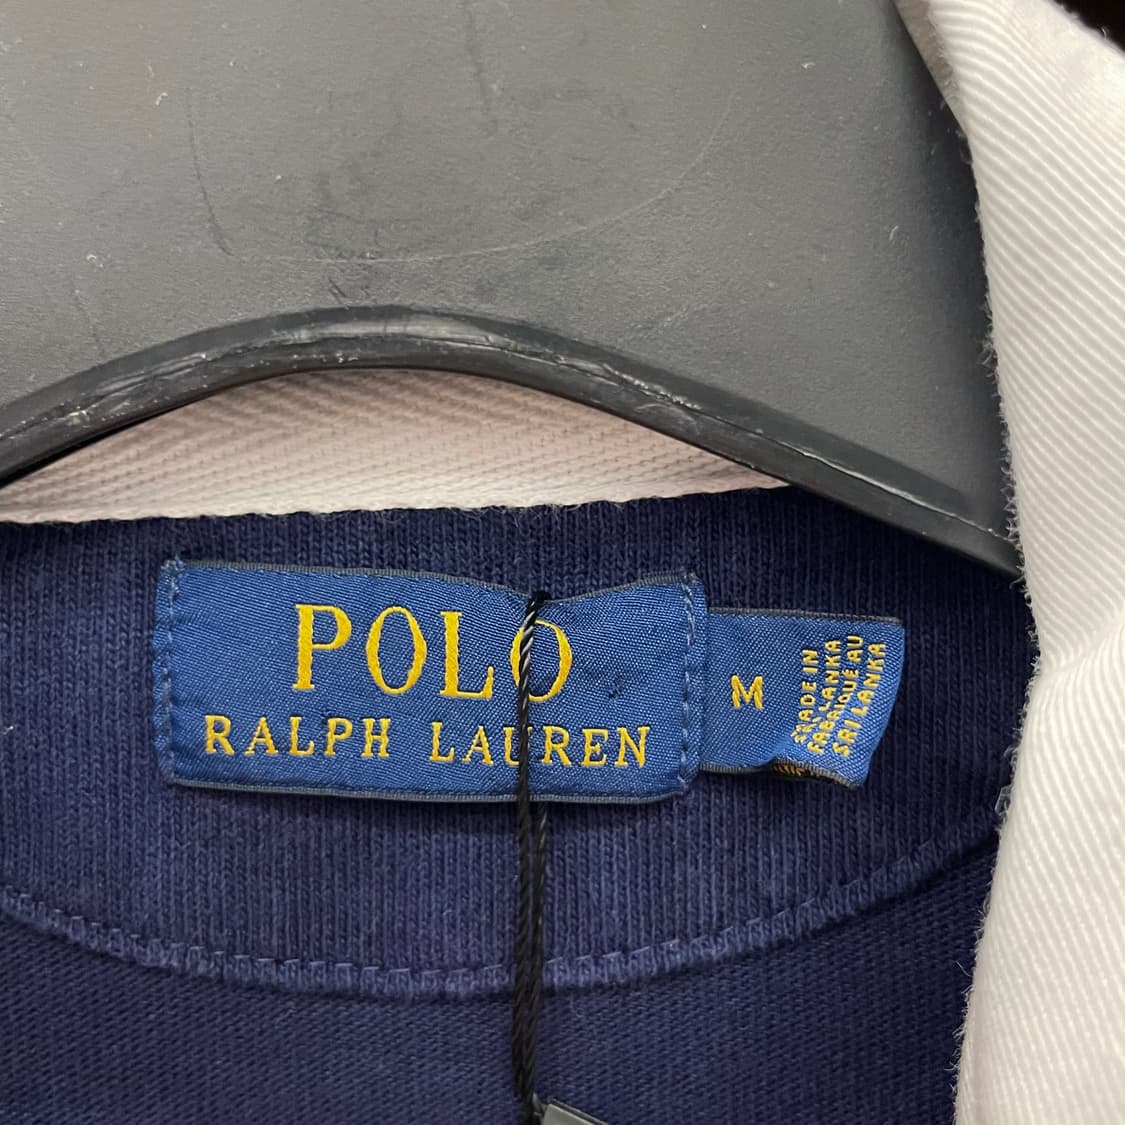 POLO
RALPH LAUREN
M
MADE IN
SRI LANKA
FABRIQUÉ AU
SRI LANKA